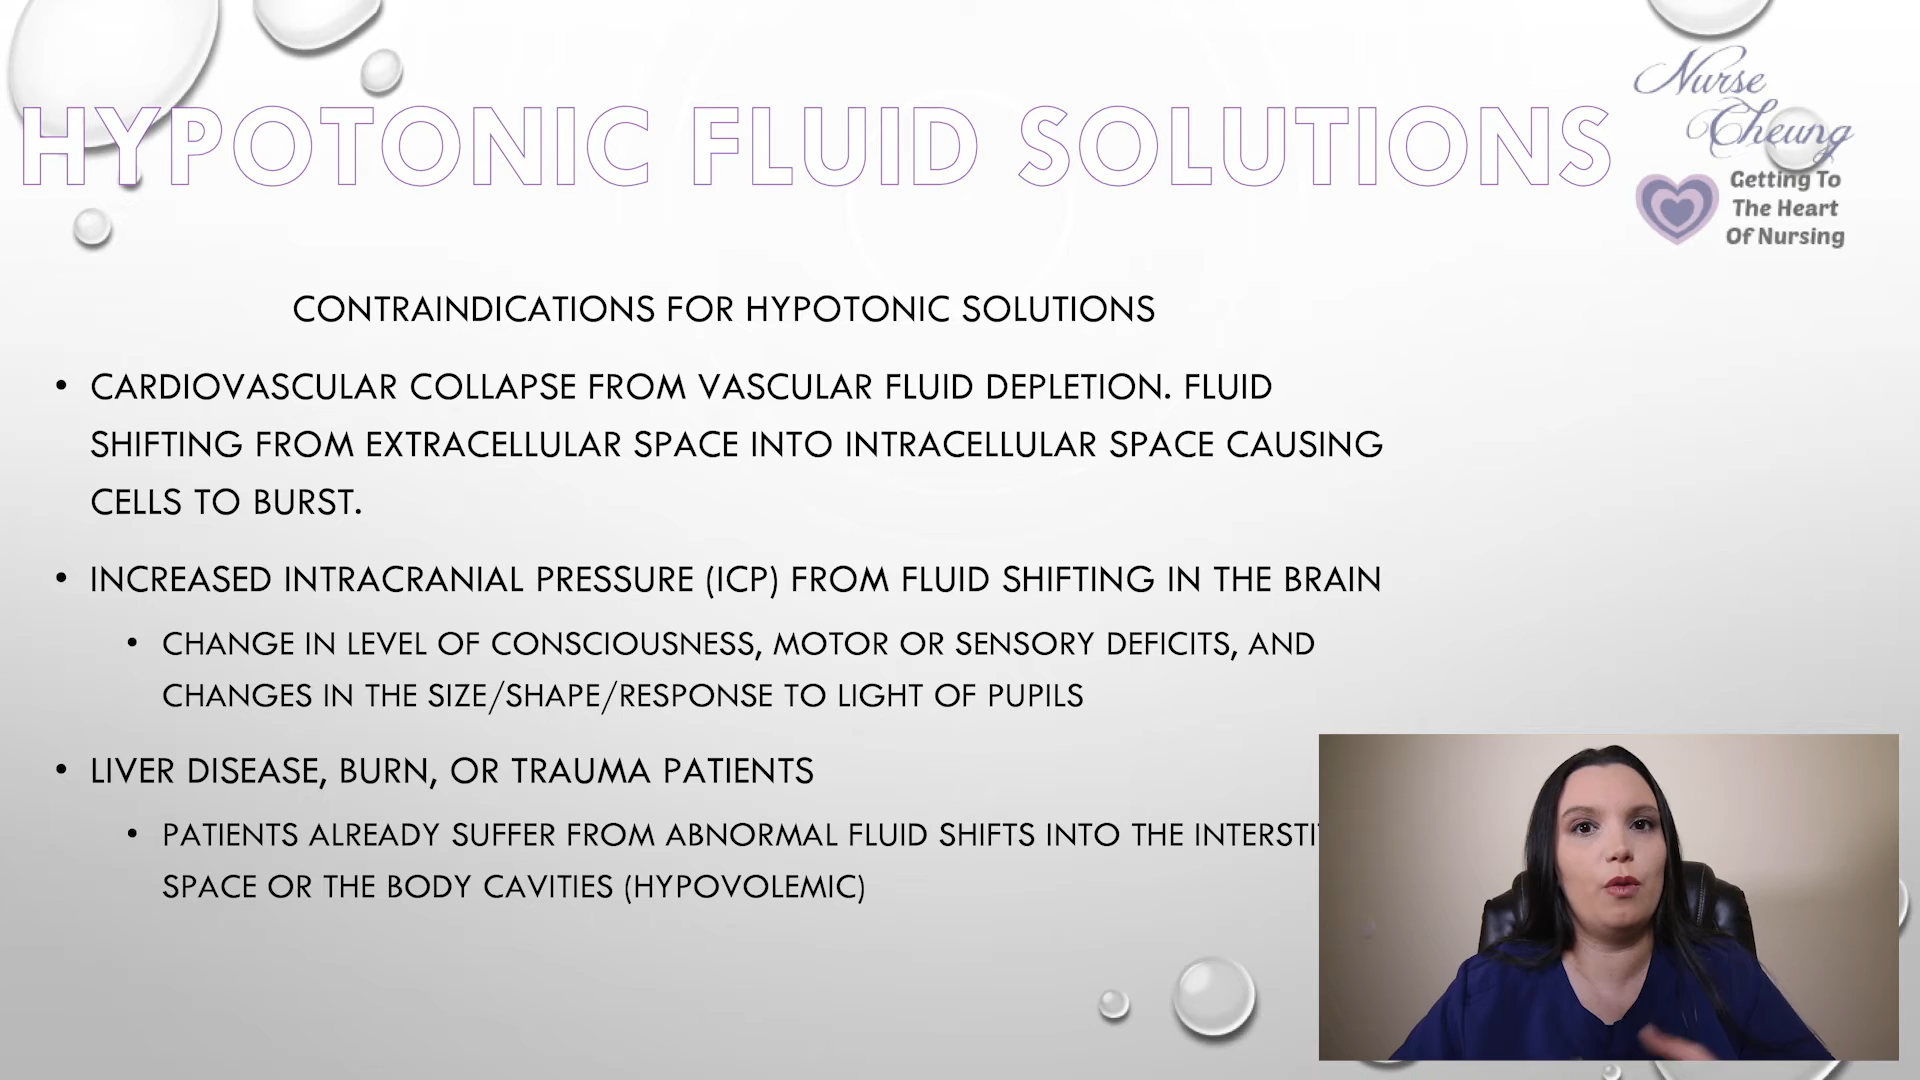 HYPOTONIC FLUID SOLUTIONS
Nurse
Cheung
Getting To
The Heart
Of Nursing
CONTRAINDICATIONS FOR HYPOTONIC SOLUTIONS
• CARDIOVASCULAR COLLAPSE FROM VASCULAR FLUID DEPLETION. FLUID
SHIFTING FROM EXTRACELLULAR SPACE INTO INTRACELLULAR SPACE CAUSING
CELLS TO BURST.
• INCREASED INTRACRANIAL PRESSURE (ICP) FROM FLUID SHIFTING IN THE BRAIN
• CHANGE IN LEVEL OF CONSCIOUSNESS, MOTOR OR SENSORY DEFICITS, AND
CHANGES IN THE SIZE/SHAPE/RESPONSE TO LIGHT OF PUPILS
• LIVER DISEASE, BURN, OR TRAUMA PATIENTS
• PATIENTS ALREADY SUFFER FROM ABNORMAL FLUID SHIFTS INTO THE
SPACE OR THE BODY CAVITIES (HYPOVOLEMIC)